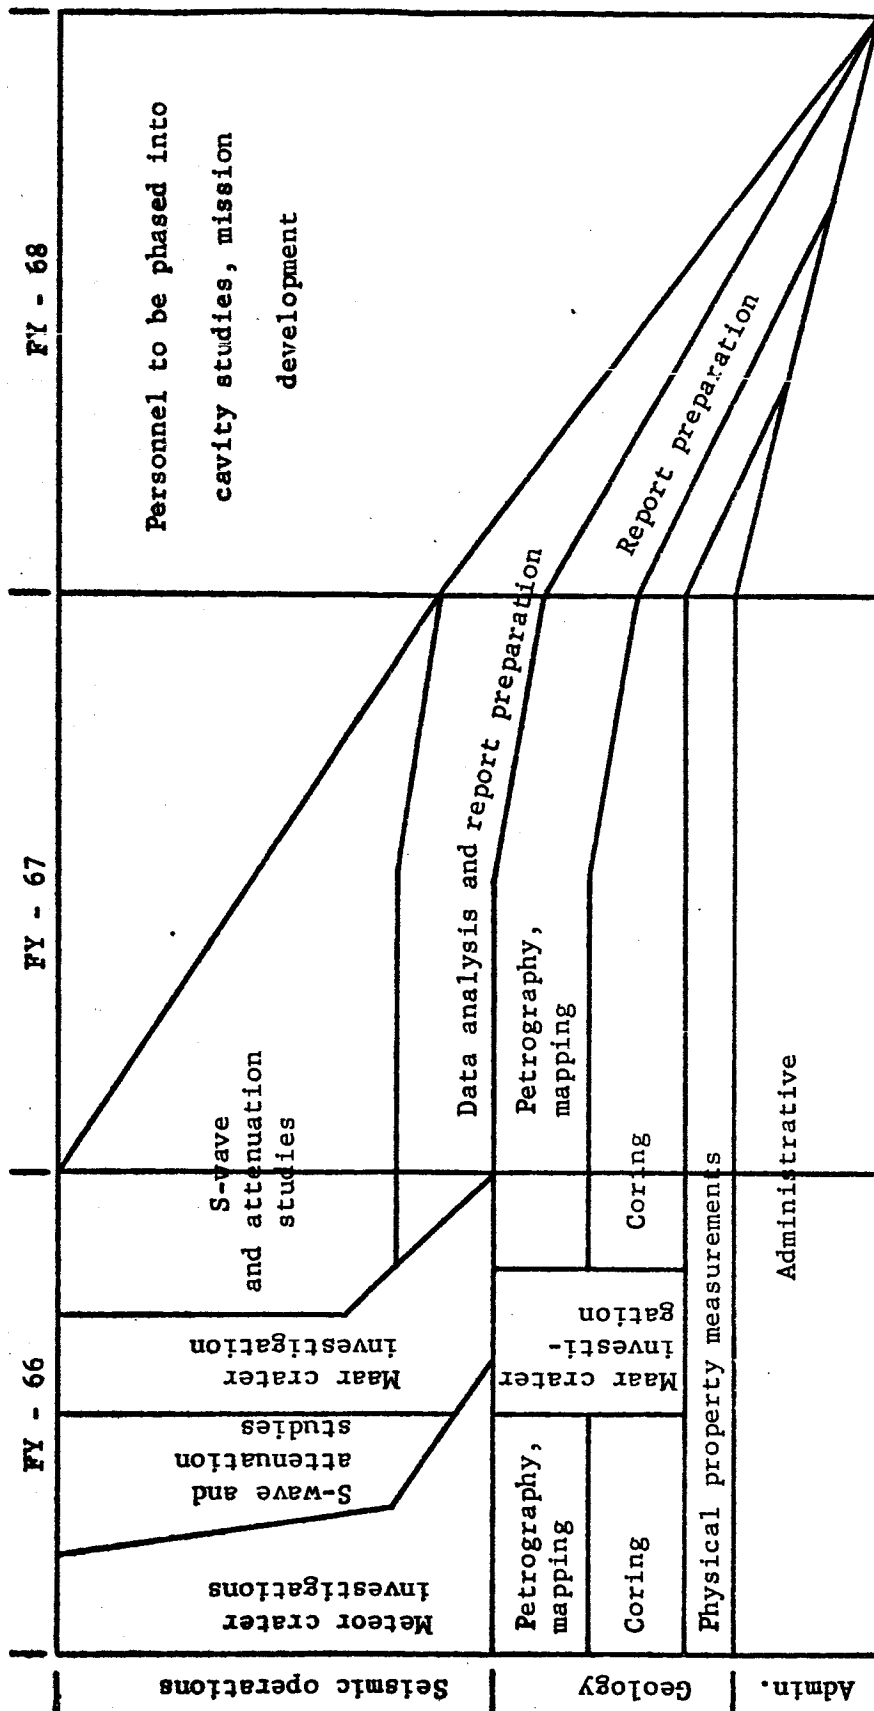 FY - 66
FY - 67
FY - 68
Seismic operations
Geology
Admin.
Meteor crater
investigations
S-wave and
attenuation
studies
Maar crater
investigation
S-wave
and attenuation
studies
Personnel to be phased into
cavity studies, mission
development
Data analysis and report preparation
Petrography,
mapping
Coring
Maar crater
investi-
gation
Petrography,
mapping
Coring
Report preparation
Physical property measurements
Administrative